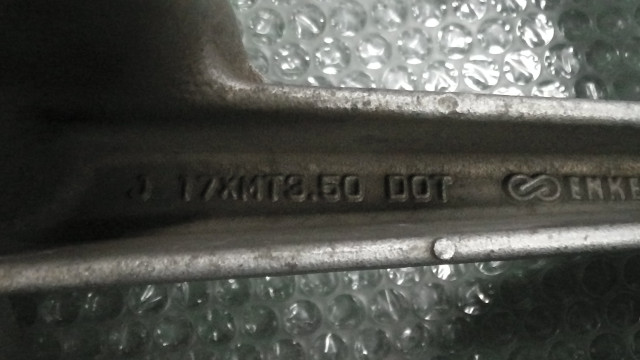 J 17XMT3.50 DOT ENKE